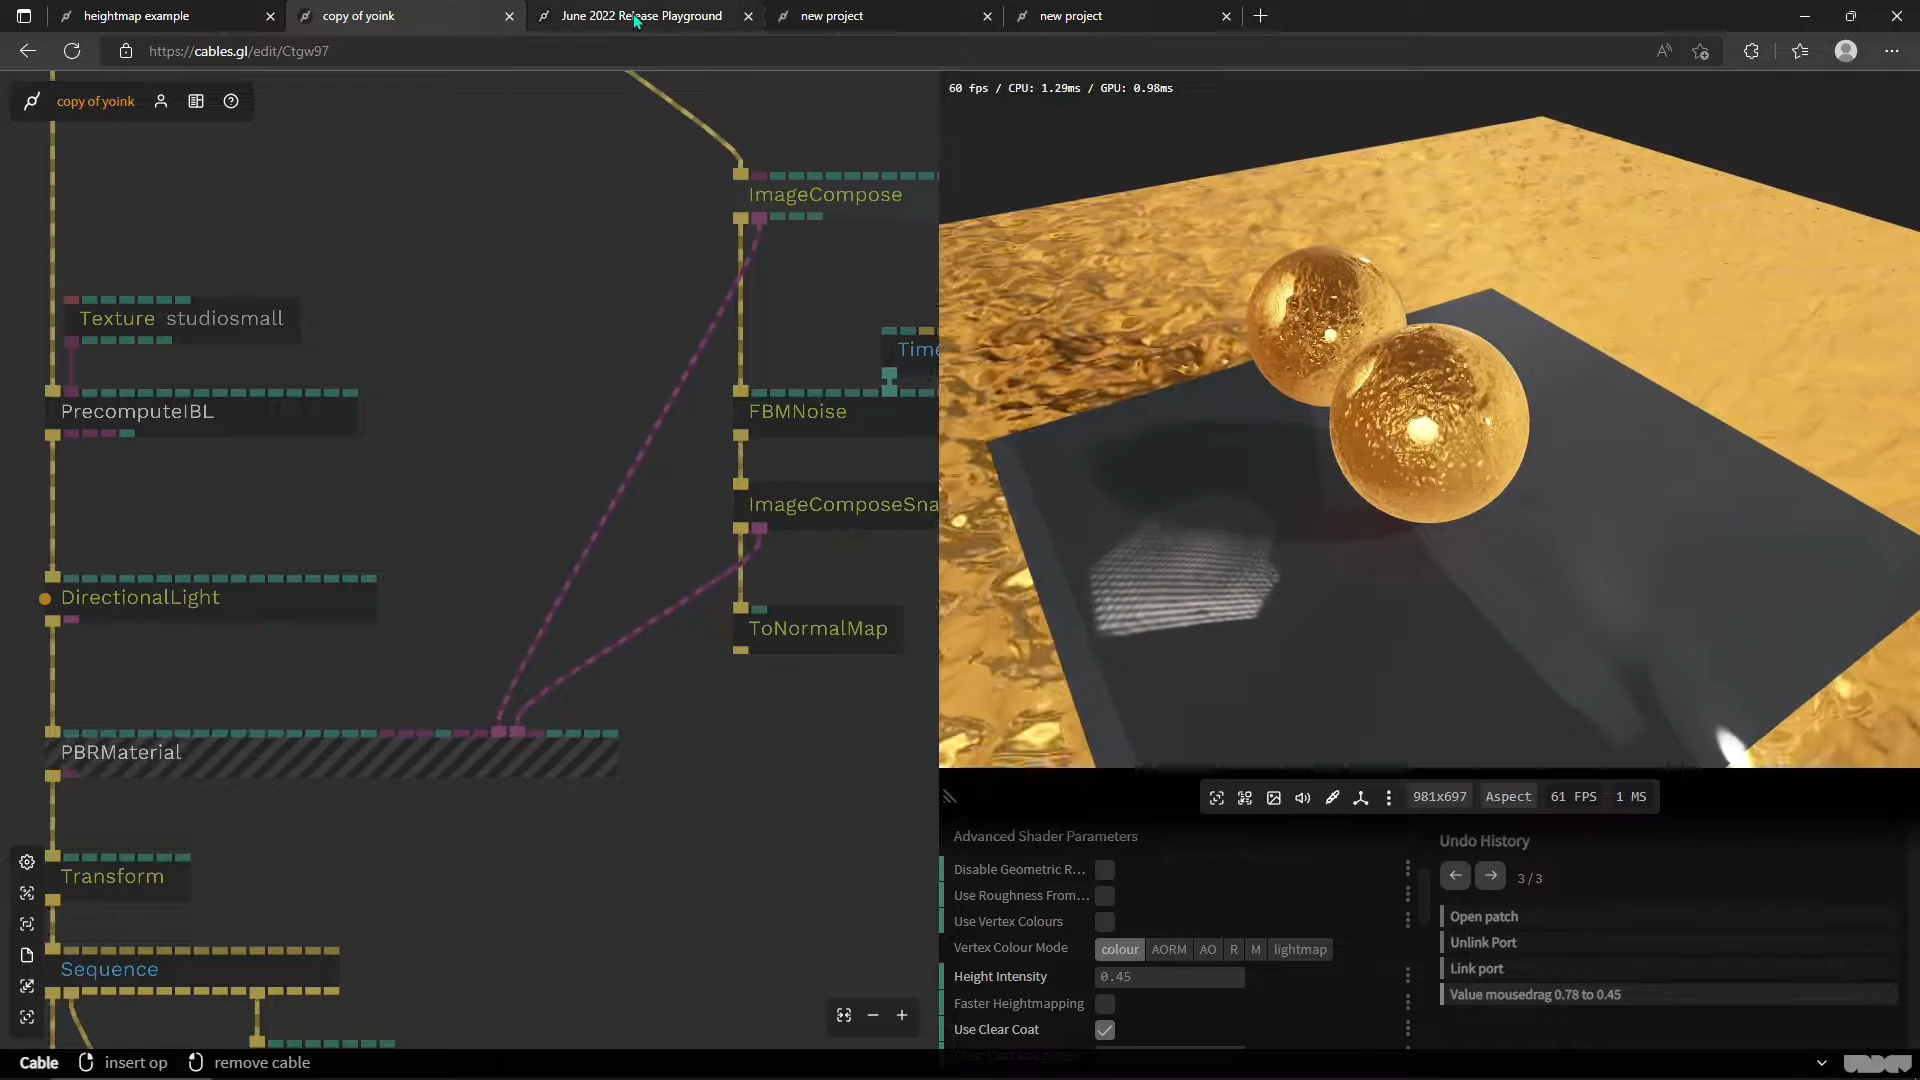 heightmap example
copy of yoink
June 2022 Release Playground
new project
new project
https://cables.gl/edit/Ctgw97
copy of yoink
60 fps / CPU: 1.29ms / GPU: 0.98ms
ImageCompose
Texture studiosmall
Time
PrecomputeIBL
FBMNoise
ImageComposeSna
DirectionalLight
ToNormalMap
PBRMaterial
981x697 Aspect 61 FPS 1 MS
Advanced Shader Parameters
Undo History
Disable Geometric R...
3 / 3
Transform
Use Roughness From...
Open patch
Use Vertex Colours
Unlink Port
Vertex Colour Mode colour AORM AO R M lightmap
Link port
Sequence
Height Intensity 0.45
Value mousedrag 0.78 to 0.45
Faster Heightmapping
Use Clear Coat
Cable insert op remove cable